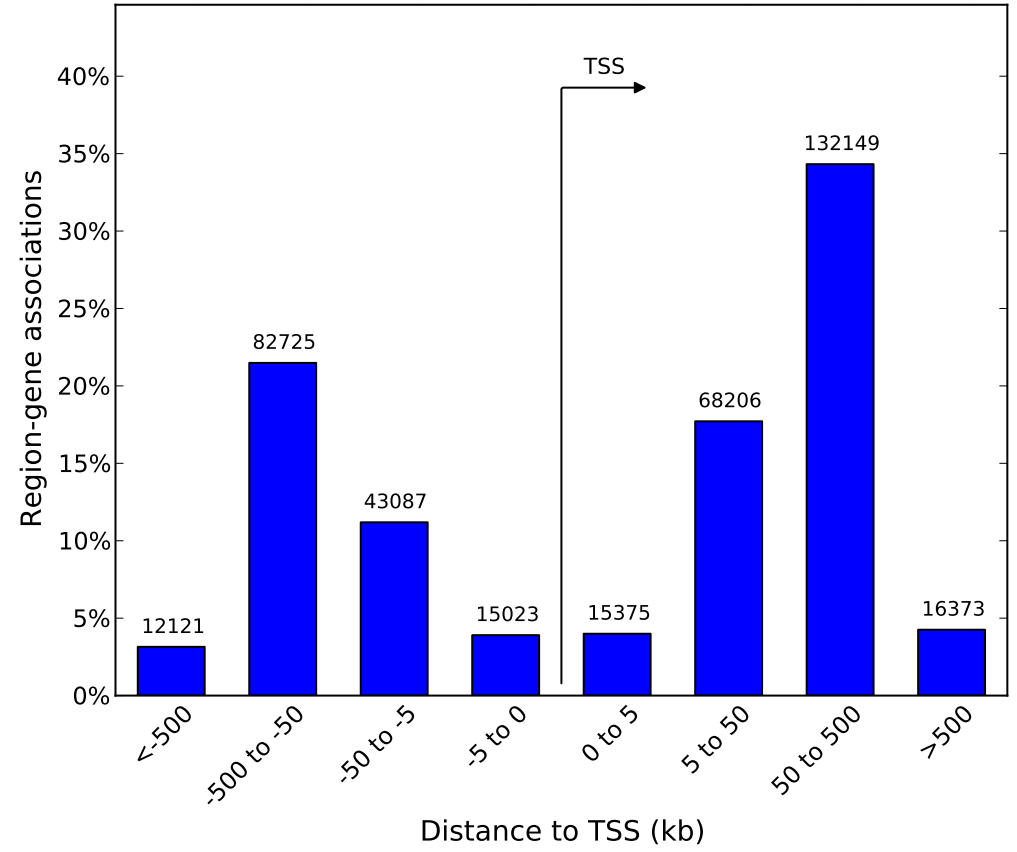 TSS
40%
35%
30%
25%
20%
15%
10%
5%
0%
Region-gene associations
12121
82725
43087
15023
15375
68206
132149
16373
<-500
-500 to -50
-50 to -5
-5 to 0
0 to 5
5 to 50
50 to 500
>500
Distance to TSS (kb)